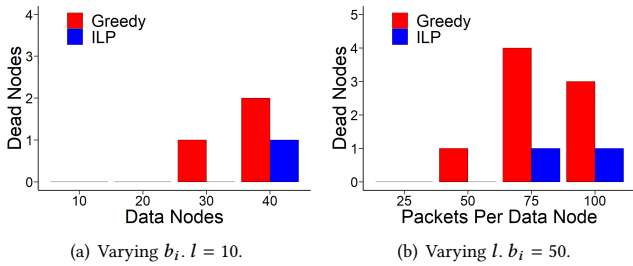 Greedy
ILP
Dead Nodes
4
3
2
1
0
10 20 30 40
Data Nodes
(a) Varying b_i. l = 10.
Greedy
ILP
Dead Nodes
5
4
3
2
1
0
25 50 75 100
Packets Per Data Node
(b) Varying l. b_i = 50.